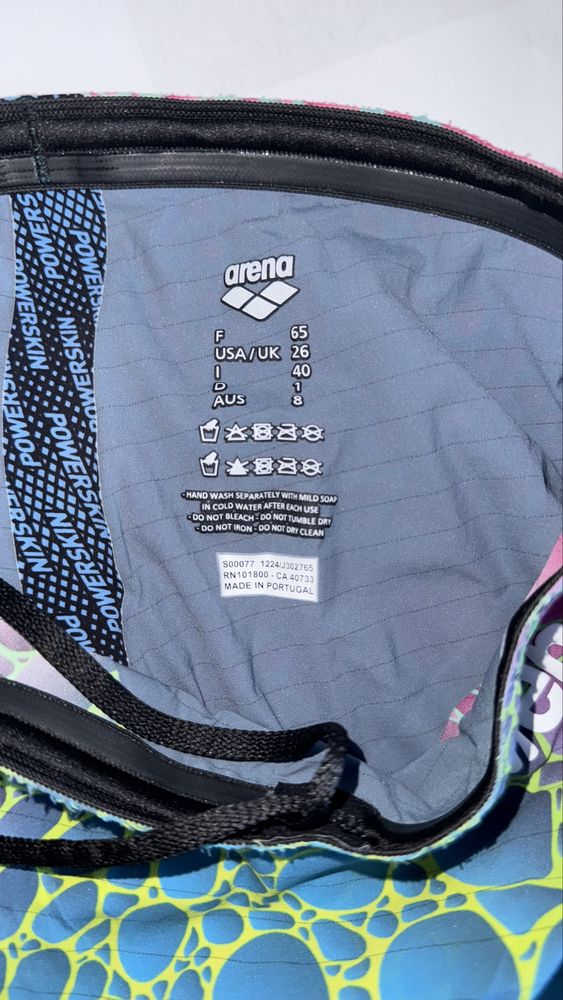 arena
F 65
USA/UK 26
I 40
D 1
AUS 8
• HAND WASH SEPARATELY WITH MILD SOAP
IN COLD WATER AFTER EACH USE
• DO NOT BLEACH • DO NOT TUMBLE DRY
• DO NOT IRON • DO NOT DRY CLEAN
S00077 1224/J302765
RN101800 - CA 40733
MADE IN PORTUGAL
POWERSKIN
POWERSKIN
POWERSKIN
POWERSKIN
POWERSKIN